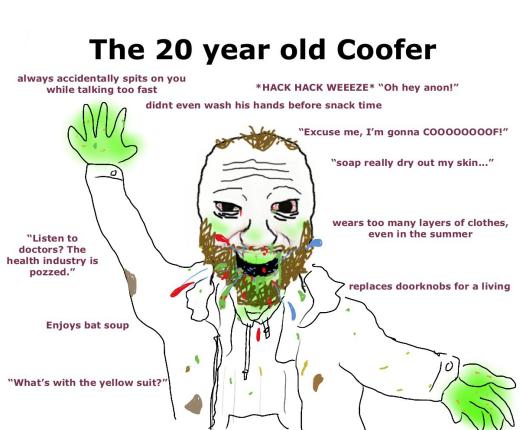 The 20 year old Coofer
always accidentally spits on you
while talking too fast
*HACK HACK WEEEZE* “Oh hey anon!”
didnt even wash his hands before snack time
“Excuse me, I’m gonna COOOOOOOOF!”
“soap really dry out my skin...”
wears too many layers of clothes,
even in the summer
“Listen to
doctors? The
health industry is
pozzed.”
replaces doorknobs for a living
Enjoys bat soup
“What’s with the yellow suit?”